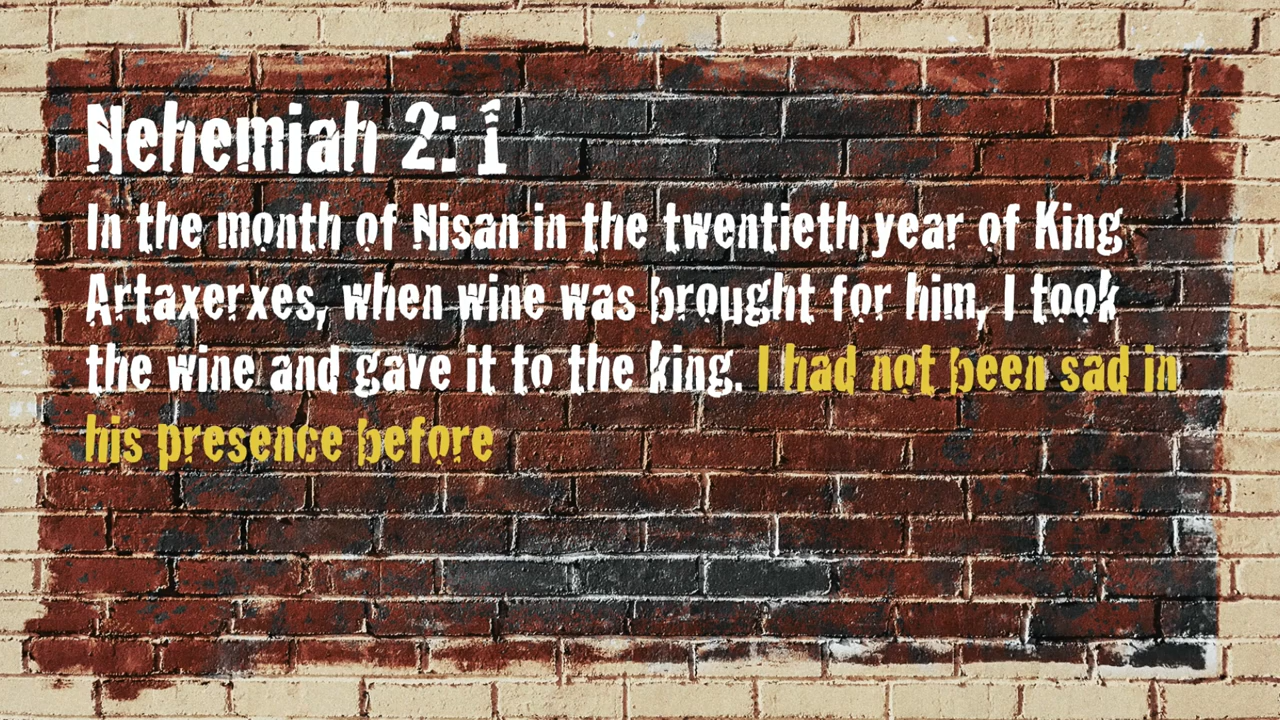 Nehemiah 2: 1
In the month of Nisan in the twentieth year of King
Artaxerxes, when wine was brought for him, I took
the wine and gave it to the king. I had not been sad in
his presence before